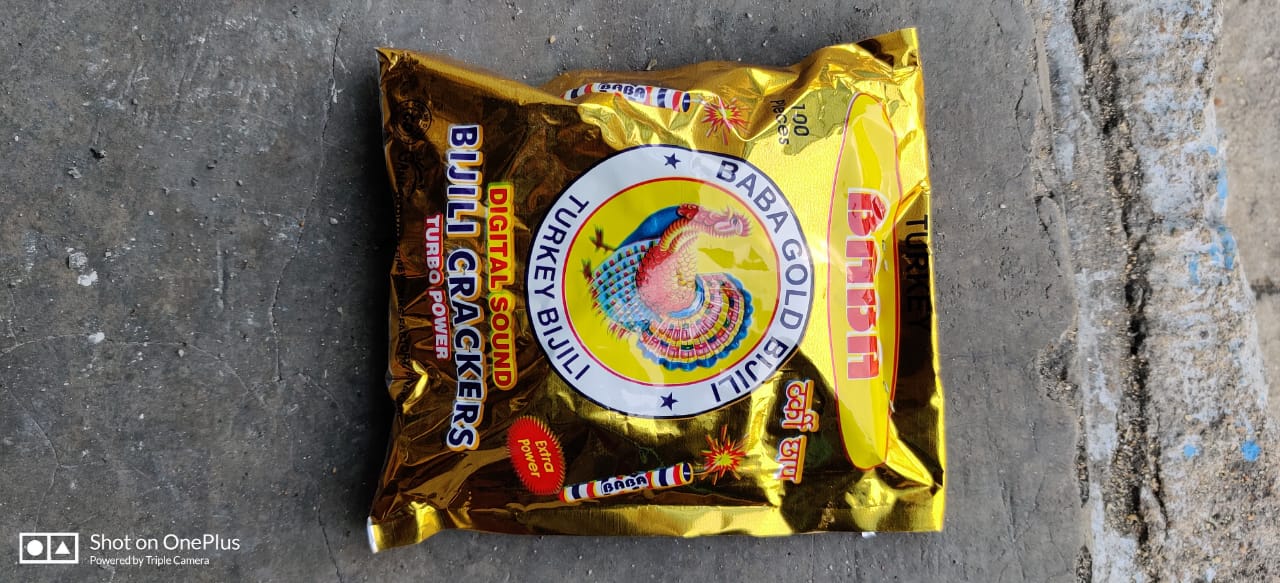 TURKEY
BABA
100
Pieces
टर्की छाप
BABA
BABA GOLD BIJILI
TURKEY BIJILI
BABA
Extra
Power
DIGITAL SOUND
BIJILI CRACKERS
TURBO POWER
Shot on OnePlus
Powered by Triple Camera